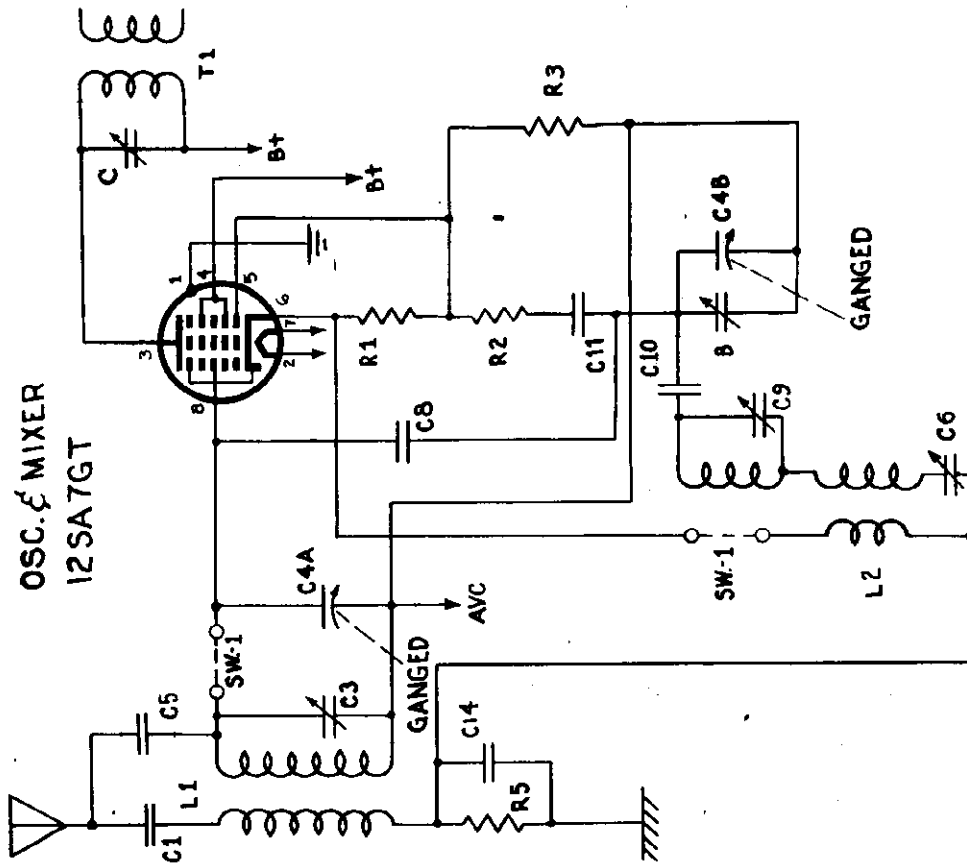 OSC. & MIXER
12SA7GT
T1
C
B+
B+
1
4
5
6
7
2
3
8
R3
R1
R2
C11
C8
C10
C4B
GANGED
B
C9
C6
C4A
SW.-1
AVC
SW.-1
L2
C5
C3
GANGED
L1
C1
C14
R5